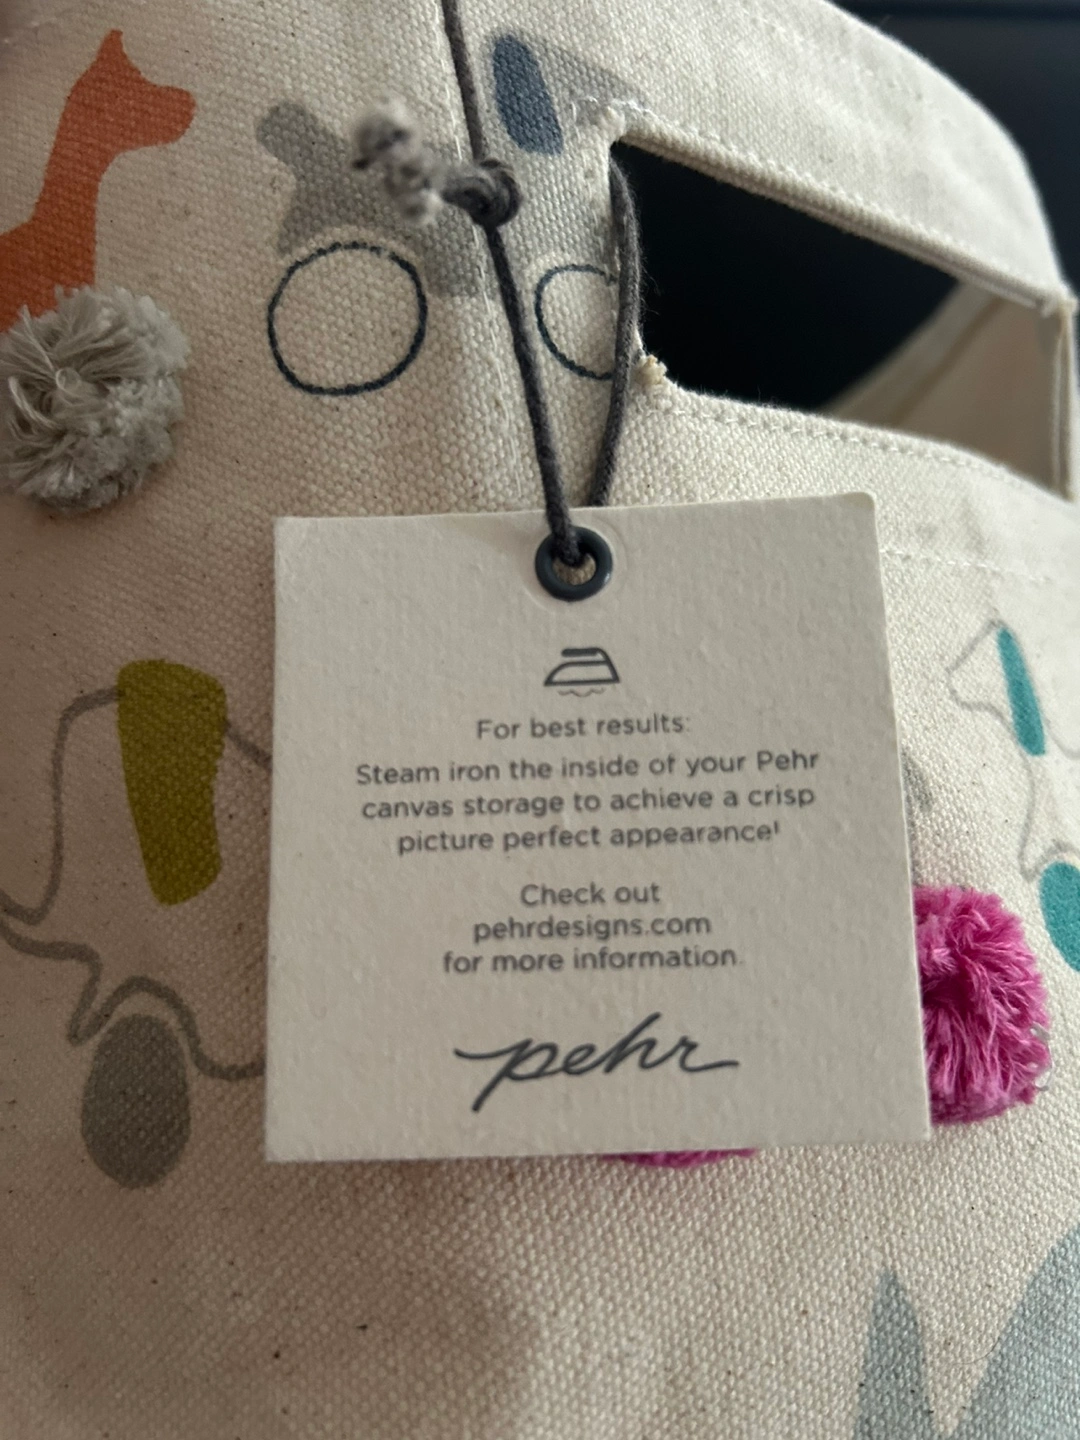 For best results:
Steam iron the inside of your Pehr
canvas storage to achieve a crisp
picture perfect appearance!
Check out
pehrdesigns.com
for more information.
pehr